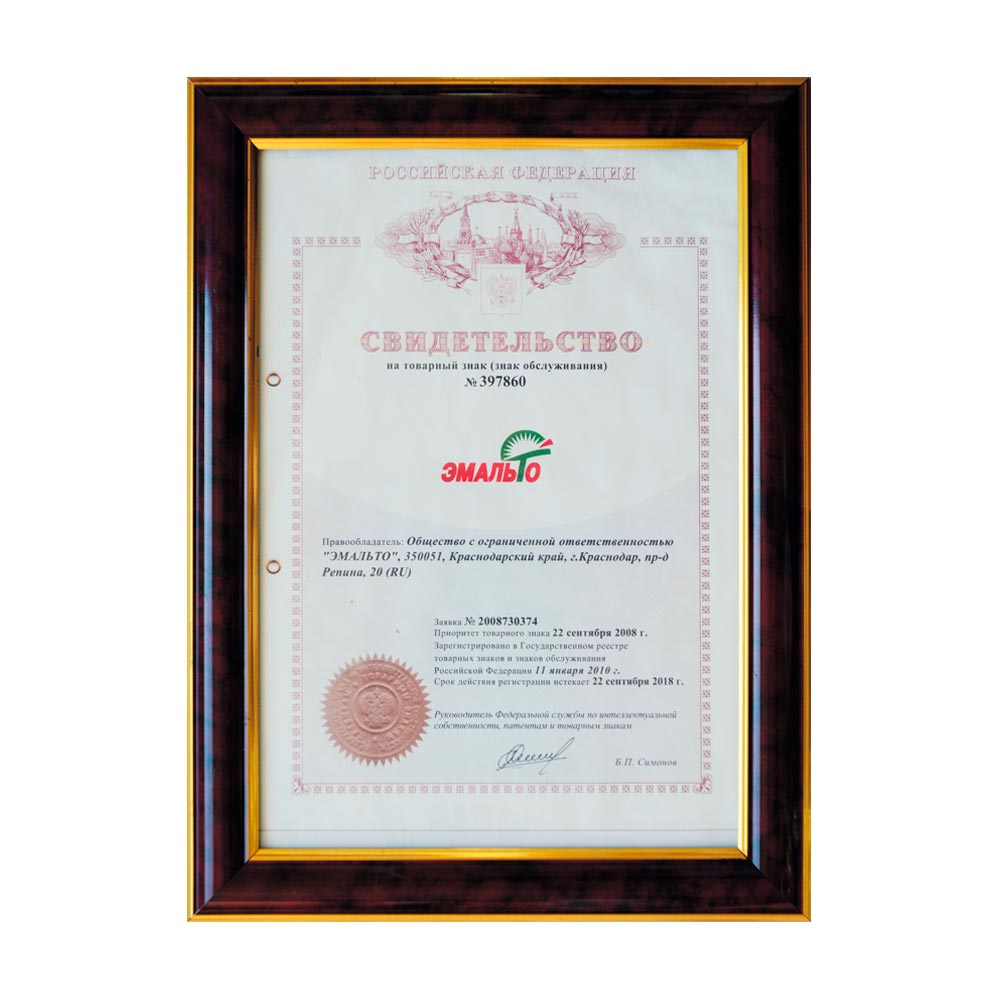 РОССИЙСКАЯ ФЕДЕРАЦИЯ
СВИДЕТЕЛЬСТВО
на товарный знак (знак обслуживания)
№ 397860
ЭМАЛЬТО
Правообладатель: Общество с ограниченной ответственностью
"ЭМАЛЬТО", 350051, Краснодарский край, г.Краснодар, пр-д
Репина, 20 (RU)
Заявка № 2008730374
Приоритет товарного знака 22 сентября 2008 г.
Зарегистрировано в Государственном реестре
товарных знаков и знаков обслуживания
Российской Федерации 11 января 2010 г.
Срок действия регистрации истекает 22 сентября 2018 г.
Руководитель Федеральной службы по интеллектуальной
собственности, патентам и товарным знакам
Б.П. Симонов